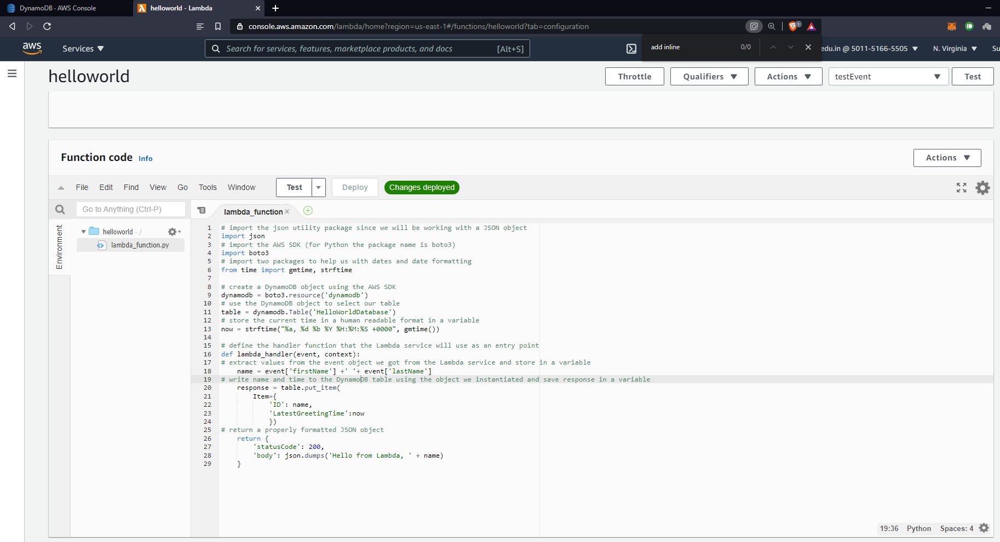 DynamoDB · AWS Console
helloworld - Lambda
console.aws.amazon.com/lambda/home?region=us-east-1#/functions/helloworld?tab=configuration
1
aws
Services
Search for services, features, marketplace products, and docs
[Alt+S]
add inline
0/0
edu.in @ 5011-5166-5505
N. Virginia
Su
helloworld
Throttle
Qualifiers
Actions
testEvent
Test
Function code
Info
Actions
File
Edit
Find
View
Go
Tools
Window
Test
Deploy
Changes deployed
Go to Anything (Ctrl-P)
lambda_function
Environment
helloworld - /
lambda_function.py
1 # import the json utility package since we will be working with a JSON object
2 import json
3 # import the AWS SDK (for Python the package name is boto3)
4 import boto3
5 # import two packages to help us with dates and date formatting
6 from time import gmtime, strftime
7
8 # create a DynamoDB object using the AWS SDK
9 dynamodb = boto3.resource('dynamodb')
10 # use the DynamoDB object to select our table
11 table = dynamodb.Table('HelloWorldDatabase')
12 # store the current time in a human readable format in a variable
13 now = strftime("%a, %d %b %Y %H:%M:%S +0000", gmtime())
14
15 # define the handler function that the Lambda service will use as an entry point
16 def lambda_handler(event, context):
17 # extract values from the event object we got from the Lambda service and store in a variable
18     name = event['firstName'] +' '+ event['lastName']
19 # write name and time to the DynamoDB table using the object we instantiated and save response in a variable
20     response = table.put_item(
21         Item={
22             'ID': name,
23             'LatestGreetingTime':now
24             })
25 # return a properly formatted JSON object
26     return {
27         'statusCode': 200,
28         'body': json.dumps('Hello from Lambda, ' + name)
29     }
19:36
Python
Spaces: 4